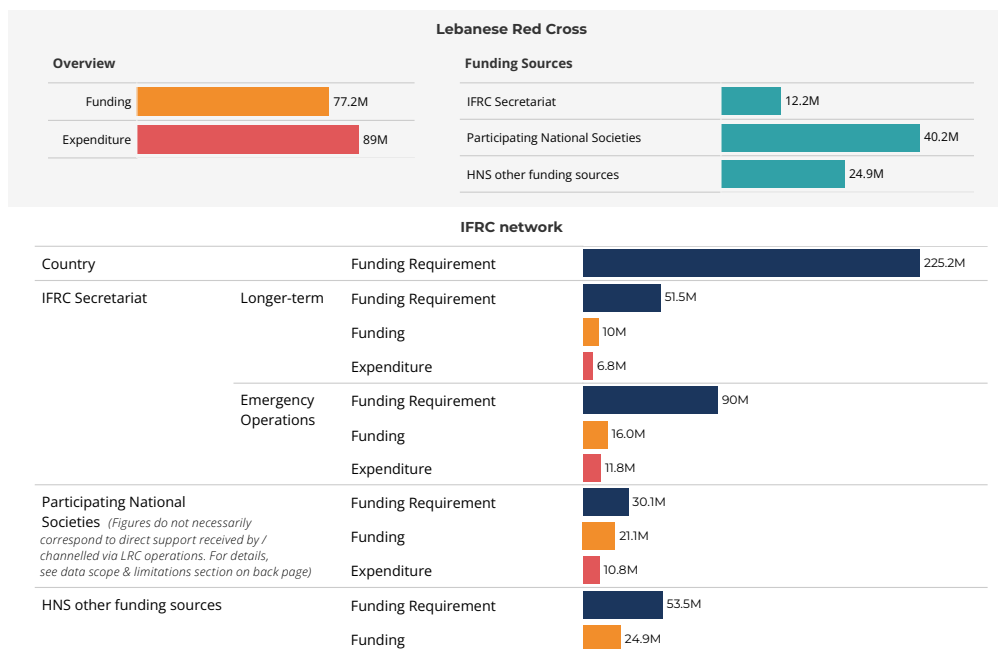 Lebanese Red Cross
Overview
Funding 77.2M
Expenditure 89M
Funding Sources
IFRC Secretariat 12.2M
Participating National Societies 40.2M
HNS other funding sources 24.9M
IFRC network
Country Funding Requirement 225.2M
IFRC Secretariat Longer-term Funding Requirement 51.5M
Funding 10M
Expenditure 6.8M
Emergency Funding Requirement 90M
Operations
Funding 16.0M
Expenditure 11.8M
Participating National Funding Requirement 30.1M
Societies (Figures do not necessarily
correspond to direct support received by / Funding 21.1M
channelled via LRC operations. For details,
see data scope & limitations section on back page) Expenditure 10.8M
HNS other funding sources Funding Requirement 53.5M
Funding 24.9M